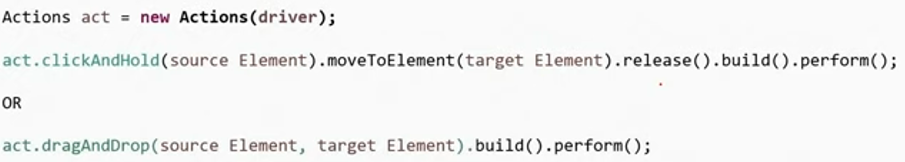 Actions act = new Actions(driver);
act.clickAndHold(source Element).moveToElement(target Element).release().build().perform();
OR
act.dragAndDrop(source Element, target Element).build().perform();